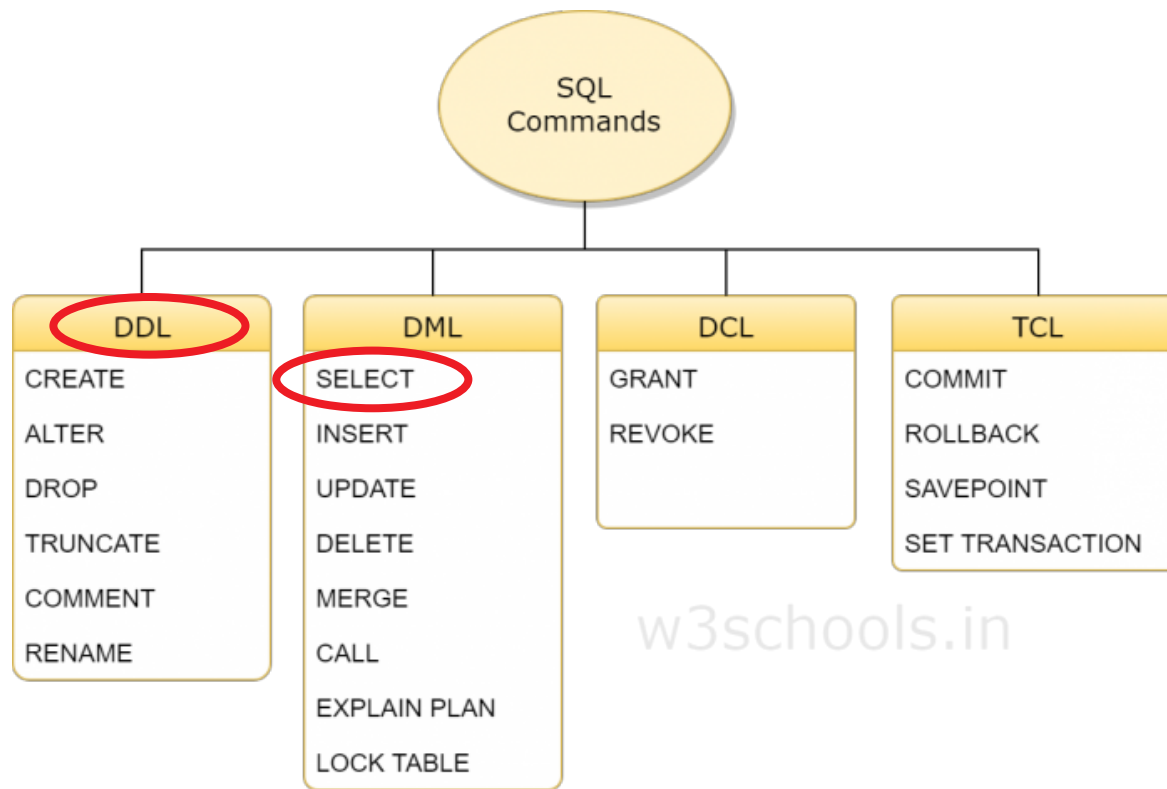 SQL
Commands
DDL
CREATE
ALTER
DROP
TRUNCATE
COMMENT
RENAME
DML
SELECT
INSERT
UPDATE
DELETE
MERGE
CALL
EXPLAIN PLAN
LOCK TABLE
DCL
GRANT
REVOKE
TCL
COMMIT
ROLLBACK
SAVEPOINT
SET TRANSACTION
w3schools.in